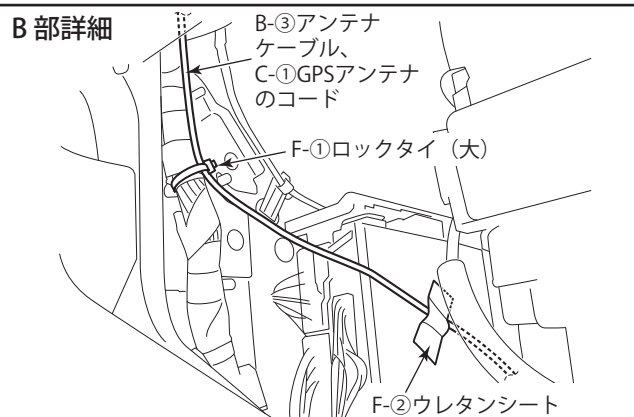 B 部詳細
B-③アンテナ
ケーブル、
C-①GPSアンテナ
のコード
F-①ロックタイ（大）
F-②ウレタンシート